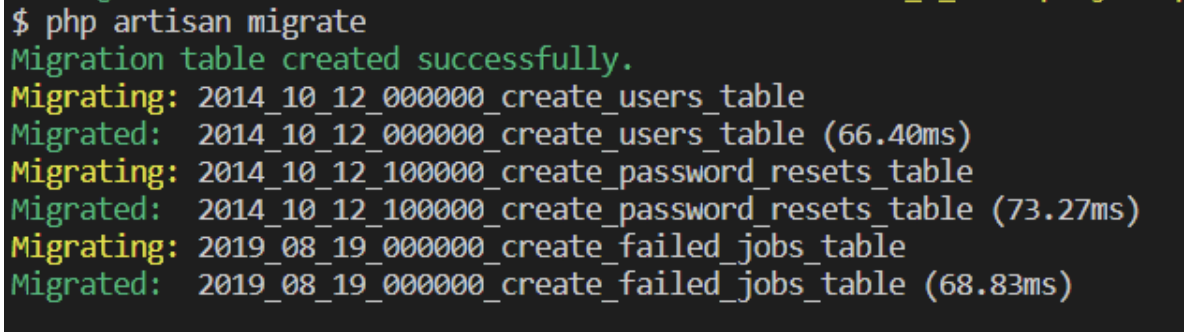 $ php artisan migrate
Migration table created successfully.
Migrating: 2014_10_12_000000_create_users_table
Migrated:  2014_10_12_000000_create_users_table (66.40ms)
Migrating: 2014_10_12_100000_create_password_resets_table
Migrated:  2014_10_12_100000_create_password_resets_table (73.27ms)
Migrating: 2019_08_19_000000_create_failed_jobs_table
Migrated:  2019_08_19_000000_create_failed_jobs_table (68.83ms)